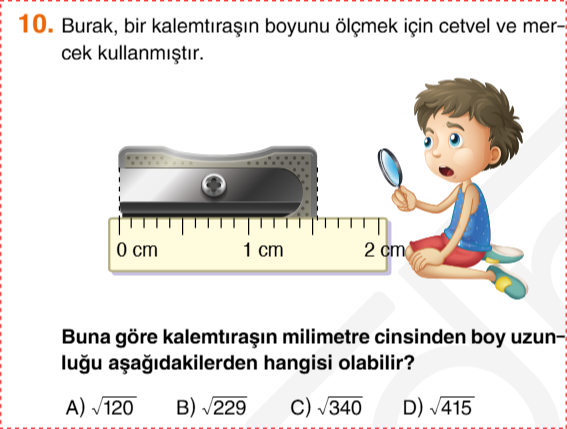 10. Burak, bir kalemtıraşın boyunu ölçmek için cetvel ve mer-
cek kullanmıştır.
0 cm 1 cm 2 cm
Buna göre kalemtıraşın milimetre cinsinden boy uzun-
luğu aşağıdakilerden hangisi olabilir?
A) √120 B) √229 C) √340 D) √415